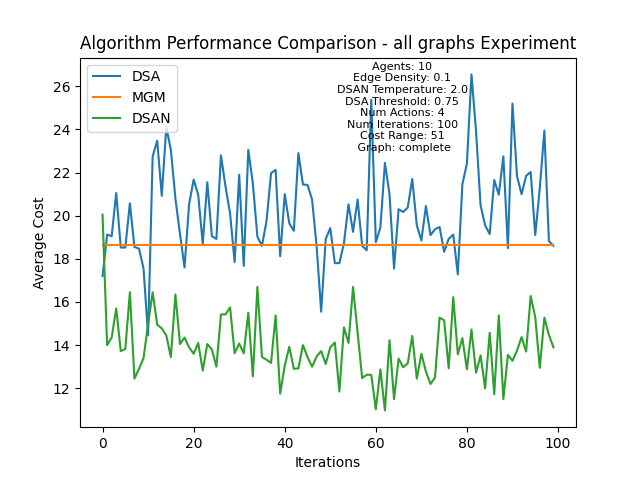 Algorithm Performance Comparison - all graphs Experiment
DSA
MGM
DSAN
Agents: 10
Edge Density: 0.1
DSAN Temperature: 2.0
DSA Threshold: 0.75
Num Actions: 4
Num Iterations: 100
Cost Range: 51
Graph: complete
Average Cost
26
24
22
20
18
16
14
12
0
20
40
60
80
100
Iterations